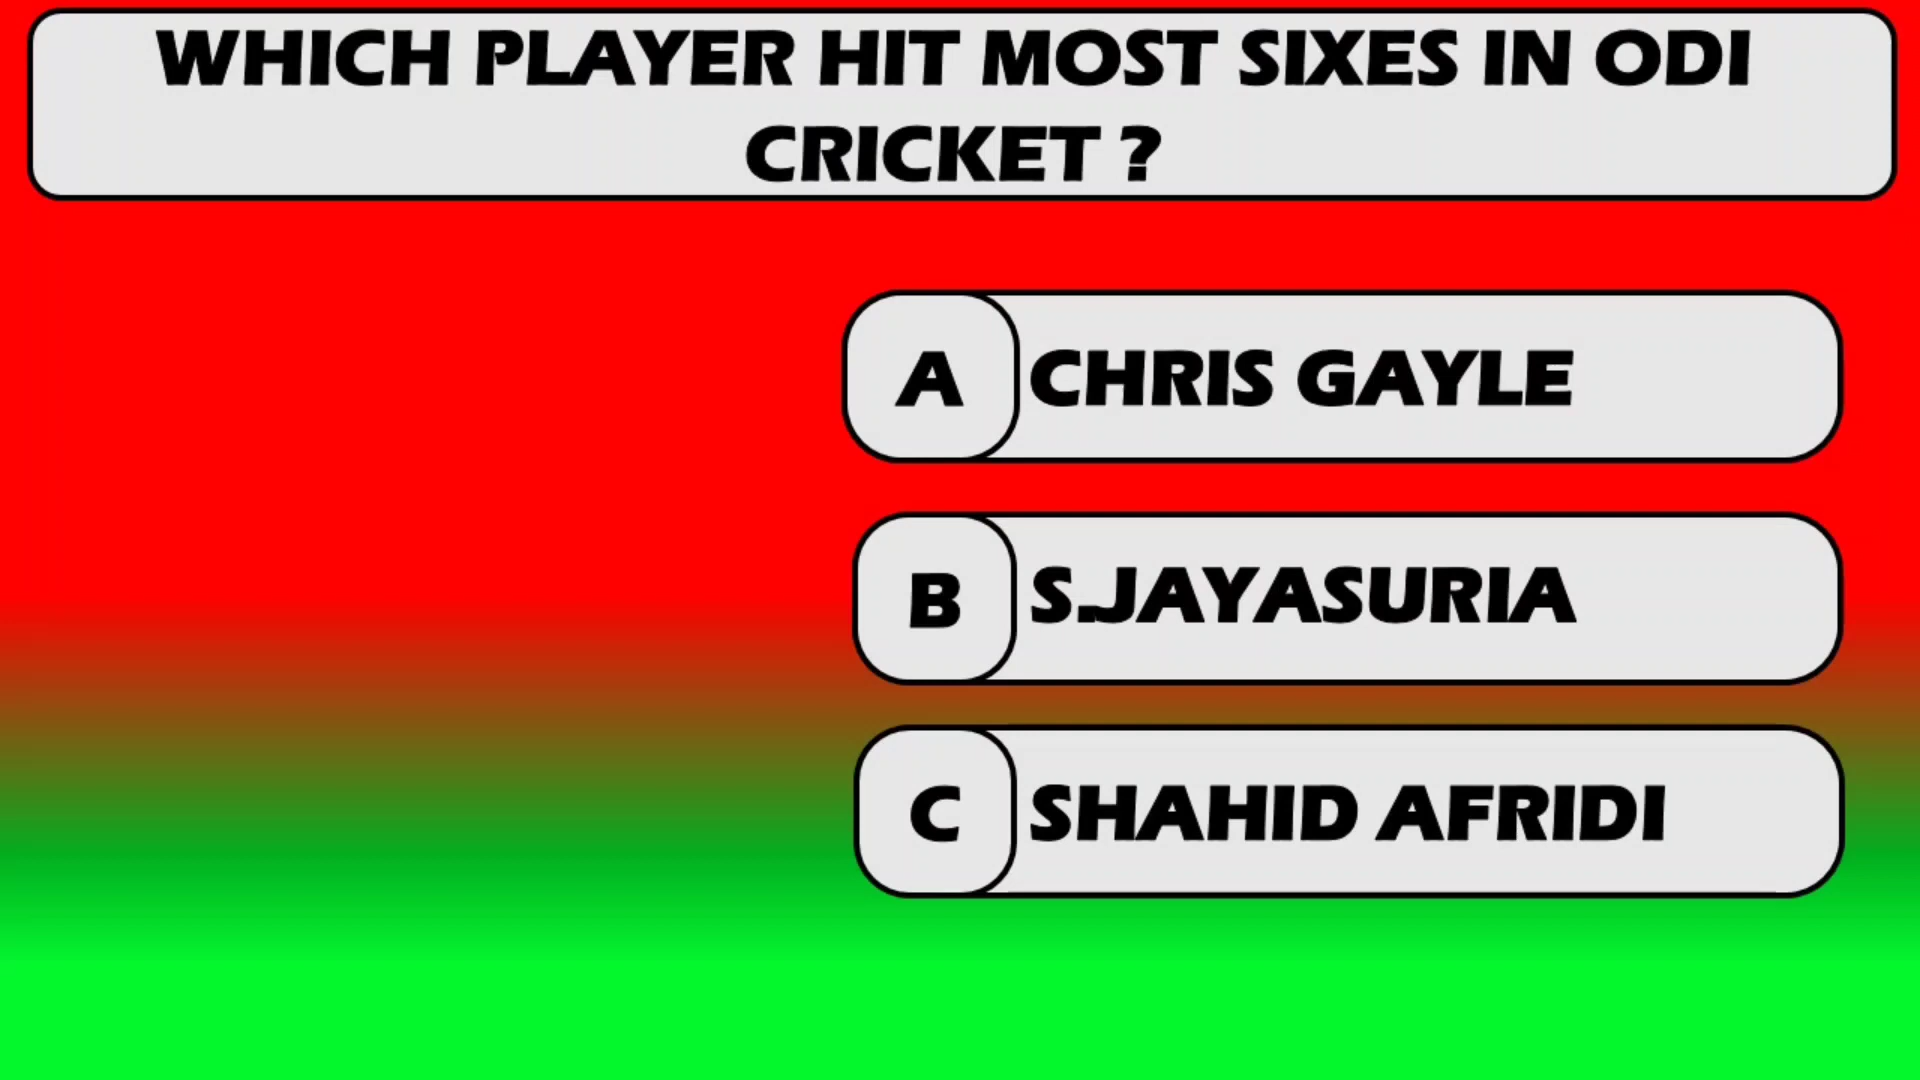 WHICH PLAYER HIT MOST SIXES IN ODI
CRICKET ?
A CHRIS GAYLE
B S.JAYASURIA
C SHAHID AFRIDI